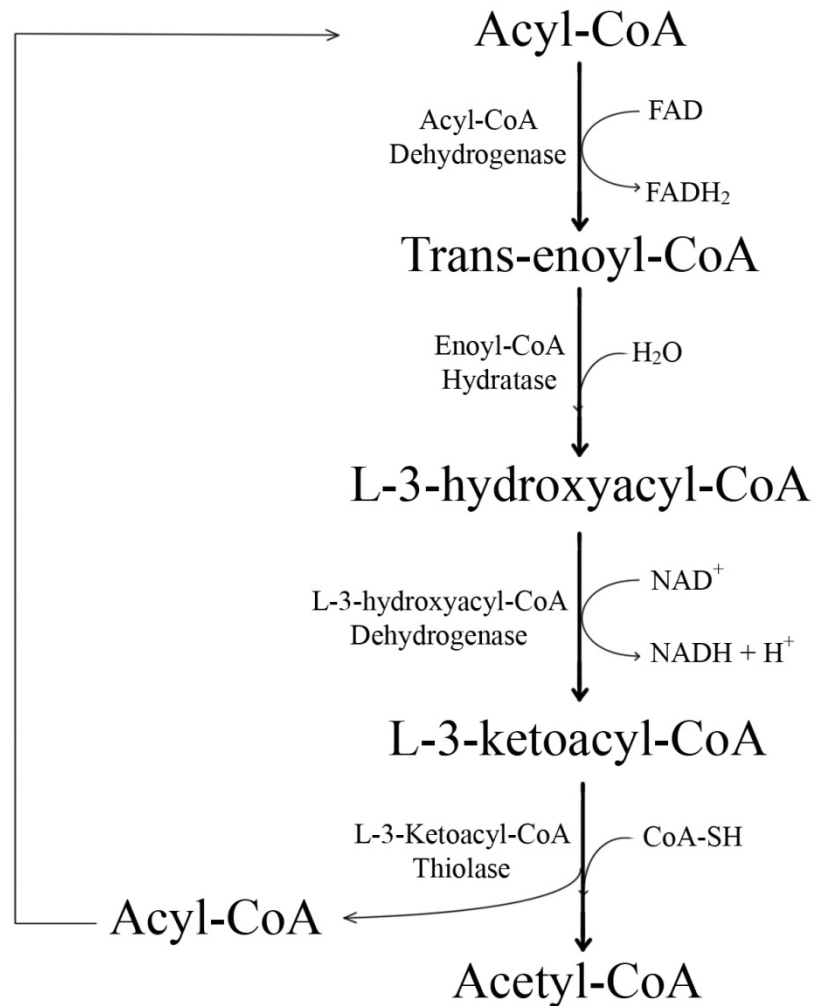 Acyl-CoA
Acyl-CoA
Dehydrogenase
FAD
FADH₂
Trans-enoyl-CoA
Enoyl-CoA
Hydratase
H₂O
L-3-hydroxyacyl-CoA
L-3-hydroxyacyl-CoA
Dehydrogenase
NAD⁺
NADH + H⁺
L-3-ketoacyl-CoA
L-3-Ketoacyl-CoA
Thiolase
CoA-SH
Acyl-CoA
Acetyl-CoA